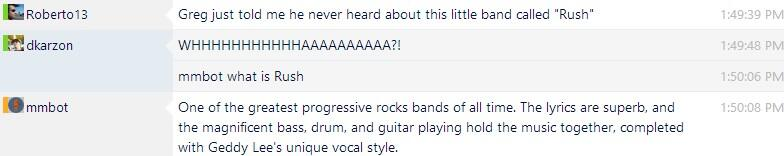 Roberto13 Greg just told me he never heard about this little band called "Rush" 1:49:39 PM
dkarzon WHHHHHHHHHHHAAAAAAAAAA?! 1:49:48 PM
mmbot what is Rush 1:50:06 PM
mmbot One of the greatest progressive rocks bands of all time. The lyrics are superb, and 1:50:08 PM
the magnificent bass, drum, and guitar playing hold the music together, completed
with Geddy Lee's unique vocal style.